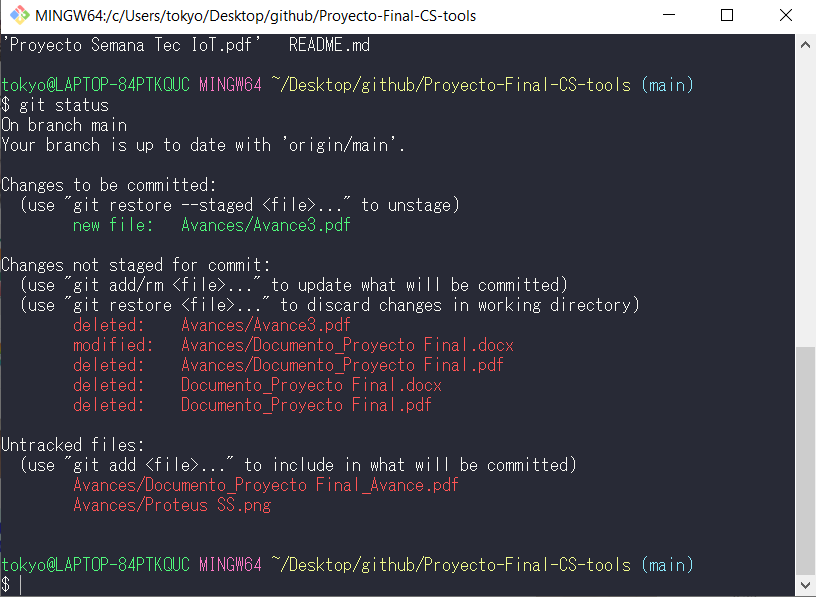 MINGW64:/c/Users/tokyo/Desktop/github/Proyecto-Final-CS-tools
'Proyecto Semana Tec IoT.pdf'   README.md
tokyo@LAPTOP-84PTKQUC MINGW64 ~/Desktop/github/Proyecto-Final-CS-tools (main)
$ git status
On branch main
Your branch is up to date with 'origin/main'.
Changes to be committed:
  (use "git restore --staged <file>..." to unstage)
        new file:   Avances/Avance3.pdf
Changes not staged for commit:
  (use "git add/rm <file>..." to update what will be committed)
  (use "git restore <file>..." to discard changes in working directory)
        deleted:    Avances/Avance3.pdf
        modified:   Avances/Documento_Proyecto Final.docx
        deleted:    Avances/Documento_Proyecto Final.pdf
        deleted:    Documento_Proyecto Final.docx
        deleted:    Documento_Proyecto Final.pdf
Untracked files:
  (use "git add <file>..." to include in what will be committed)
        Avances/Documento_Proyecto Final_Avance.pdf
        Avances/Proteus SS.png
tokyo@LAPTOP-84PTKQUC MINGW64 ~/Desktop/github/Proyecto-Final-CS-tools (main)
$